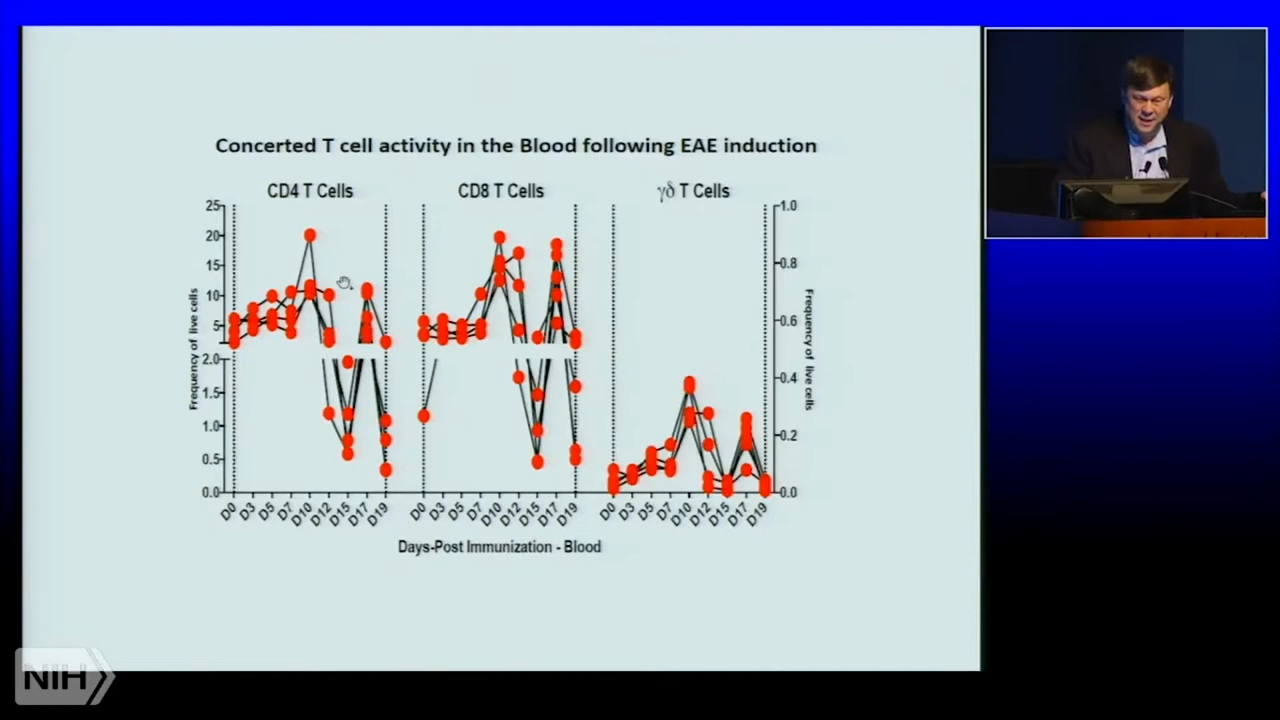 Concerted T cell activity in the Blood following EAE induction
CD4 T Cells
CD8 T Cells
γδ T Cells
Frequency of live cells
25
20
15
10
5
2.0
1.5
1.0
0.5
0.0
1.0
0.8
0.6
0.4
0.2
0.0
Frequency of live cells
D0 D3 D5 D7 D10 D12 D15 D17 D19
D0 D3 D5 D7 D10 D12 D15 D17 D19
D0 D3 D5 D7 D10 D12 D15 D17 D19
Days-Post Immunization - Blood
NIH